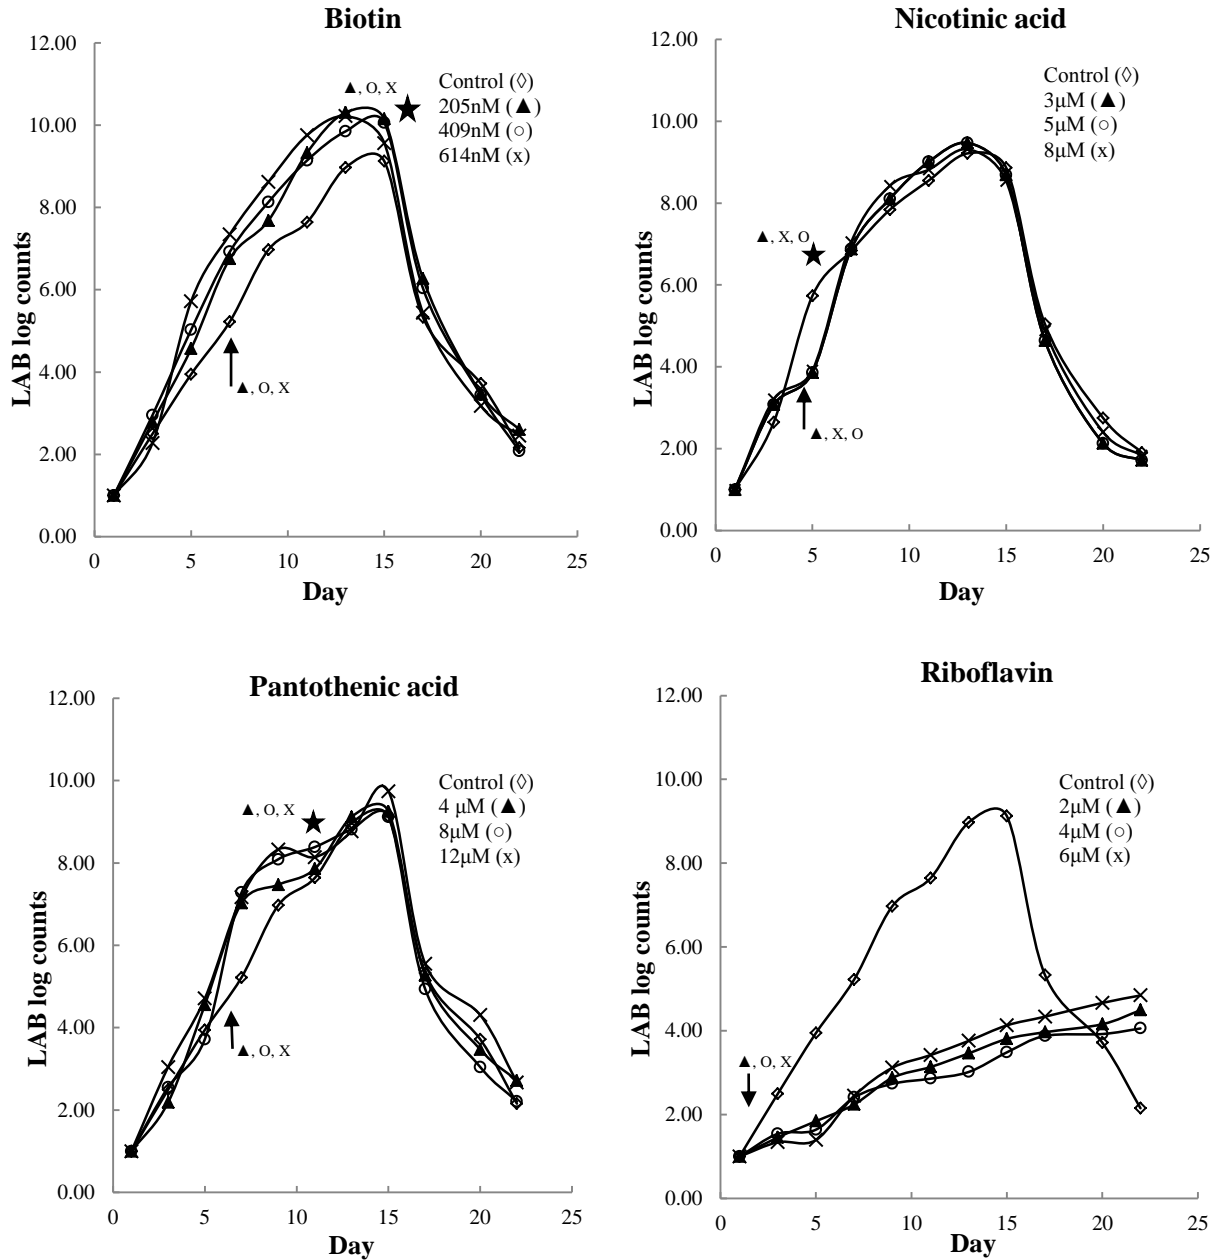 Biotin
12.00
10.00
8.00
6.00
4.00
2.00
0.00
LAB log counts
0 5 10 15 20 25
Day
▲, O, X
Control (◊)
205nM (▲)
409nM (○)
614nM (x)
▲, O, X
Nicotinic acid
12.00
10.00
8.00
6.00
4.00
2.00
0.00
LAB log counts
0 5 10 15 20 25
Day
Control (◊)
3µM (▲)
5µM (○)
8µM (x)
▲, X, O
▲, X, O
Pantothenic acid
12.00
10.00
8.00
6.00
4.00
2.00
0.00
LAB log counts
0 5 10 15 20 25
Day
Control (◊)
4 µM (▲)
8µM (○)
12µM (x)
▲, O, X
▲, O, X
Riboflavin
12.00
10.00
8.00
6.00
4.00
2.00
0.00
LAB log counts
0 5 10 15 20 25
Day
Control (◊)
2µM (▲)
4µM (○)
6µM (x)
▲, O, X